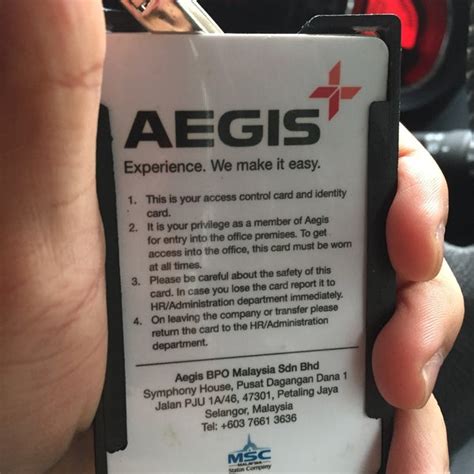 AEGIS
Experience. We make it easy.
1. This is your access control card and identity
card.
2. It is your privilege as a member of Aegis
for entry into the office premises. To get
access into the office, this card must be worn
at all times.
3. Please be careful about the safety of this
card. In case you lose the card report it to
HR/Administration department immediately.
4. On leaving the company or transfer please
return the card to the HR/Administration
department.
Aegis BPO Malaysia Sdn Bhd
Symphony House, Pusat Dagangan Dana 1
Jalan PJU 1A/46, 47301, Petaling Jaya
Selangor, Malaysia
Tel: +603 7661 3636
MSC
MALAYSIA
Status Company